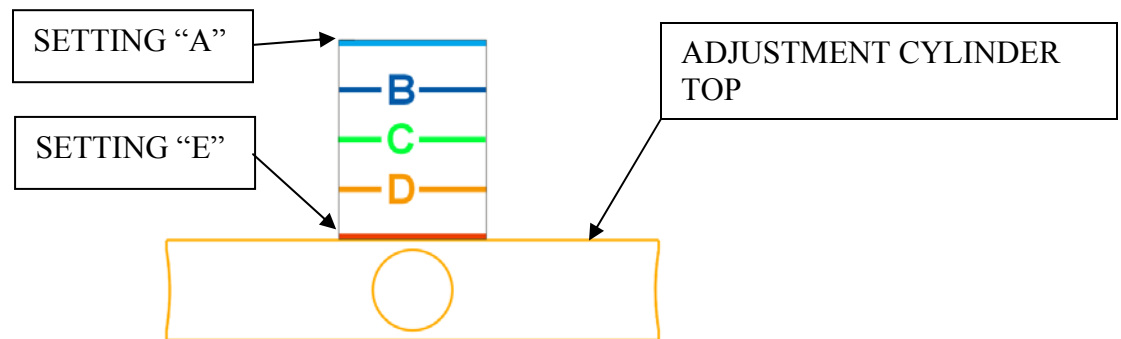 SETTING “A”
ADJUSTMENT CYLINDER
TOP
B
SETTING “E”
C
D